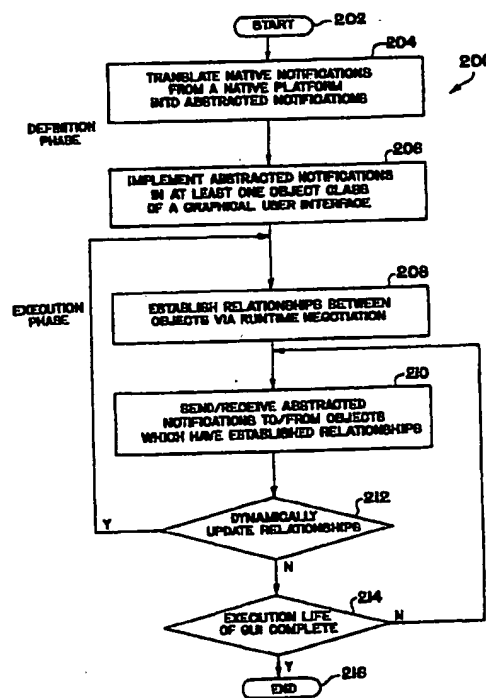 START
202
204
200
TRANSLATE NATIVE NOTIFICATIONS
FROM A NATIVE PLATFORM
INTO ABSTRACTED NOTIFICATIONS
DEFINITION
PHASE
206
IMPLEMENT ABSTRACTED NOTIFICATIONS
IN AT LEAST ONE OBJECT CLASS
OF A GRAPHICAL USER INTERFACE
EXECUTION
PHASE
208
ESTABLISH RELATIONSHIPS BETWEEN
OBJECTS VIA RUNTIME NEGOTIATION
210
SEND/RECEIVE ABSTRACTED
NOTIFICATIONS TO/FROM OBJECTS
WHICH HAVE ESTABLISHED RELATIONSHIPS
212
DYNAMICALLY
UPDATE RELATIONSHIPS
Y
N
214
EXECUTION LIFE
OF GUI COMPLETE
N
Y
END
216